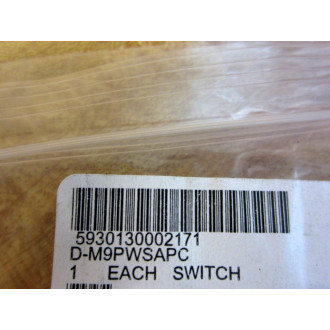 5930130002171
D-M9PWSAPC
1 EACH SWITCH